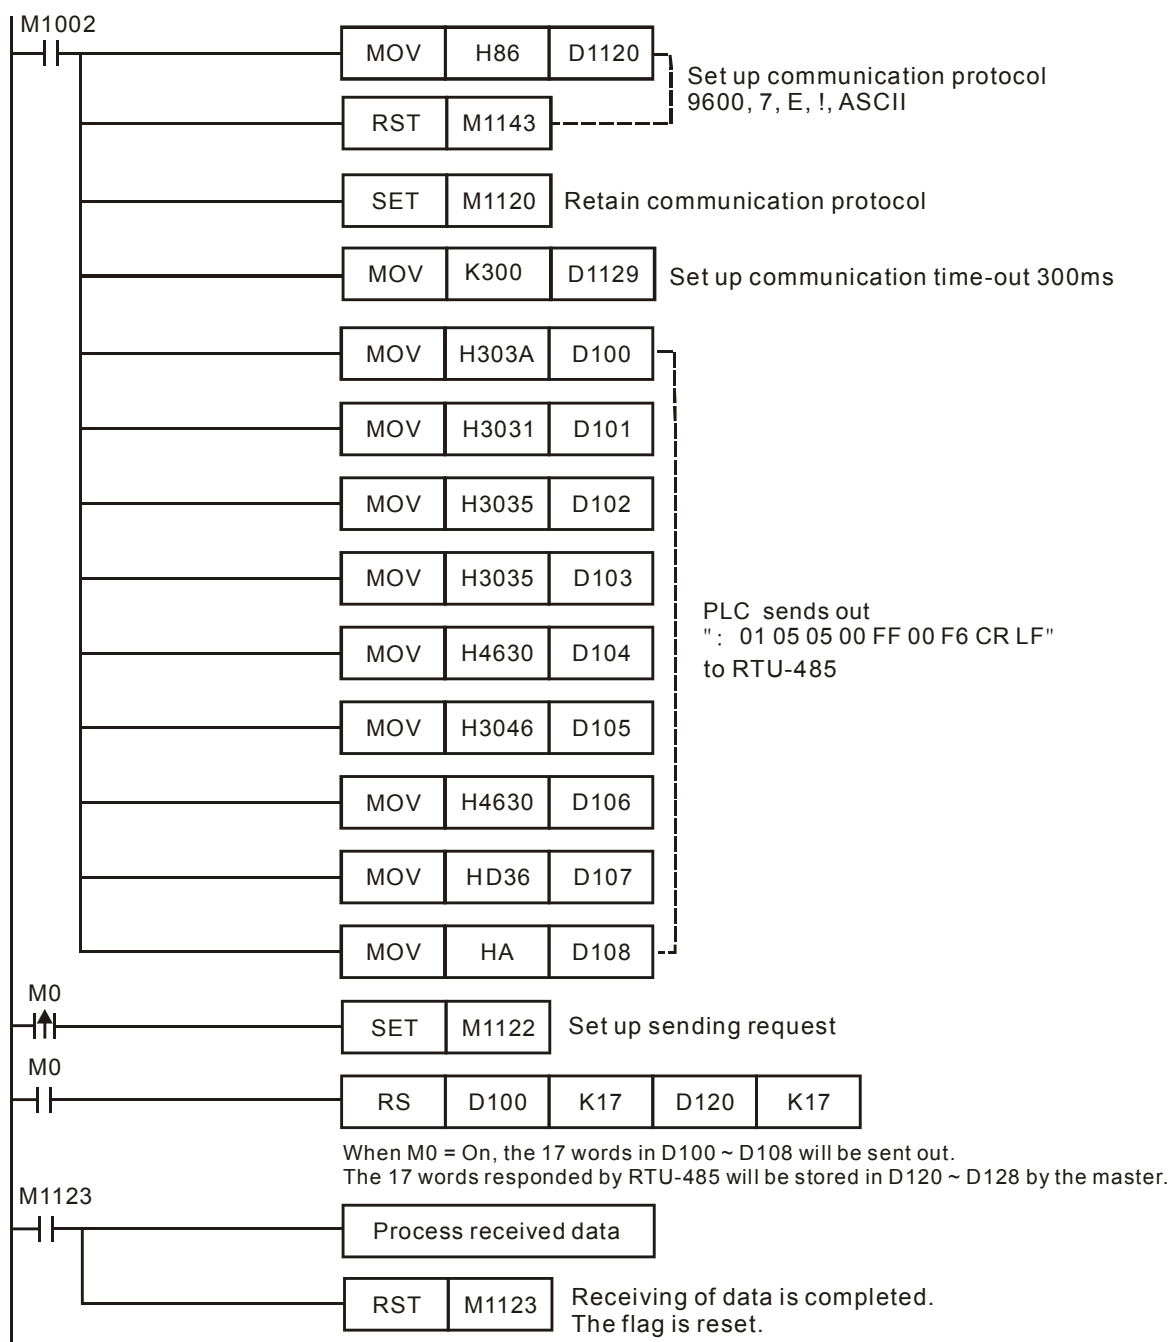 M1002
MOV H86 D1120
Set up communication protocol
9600, 7, E, !, ASCII
RST M1143
SET M1120 Retain communication protocol
MOV K300 D1129 Set up communication time-out 300ms
MOV H303A D100
MOV H3031 D101
MOV H3035 D102
MOV H3035 D103
PLC sends out
": 01 05 05 00 FF 00 F6 CR LF"
to RTU-485
MOV H4630 D104
MOV H3046 D105
MOV H4630 D106
MOV HD36 D107
MOV HA D108
M0
SET M1122 Set up sending request
M0
RS D100 K17 D120 K17
When M0 = On, the 17 words in D100 ~ D108 will be sent out.
The 17 words responded by RTU-485 will be stored in D120 ~ D128 by the master.
M1123
Process received data
RST M1123 Receiving of data is completed.
The flag is reset.